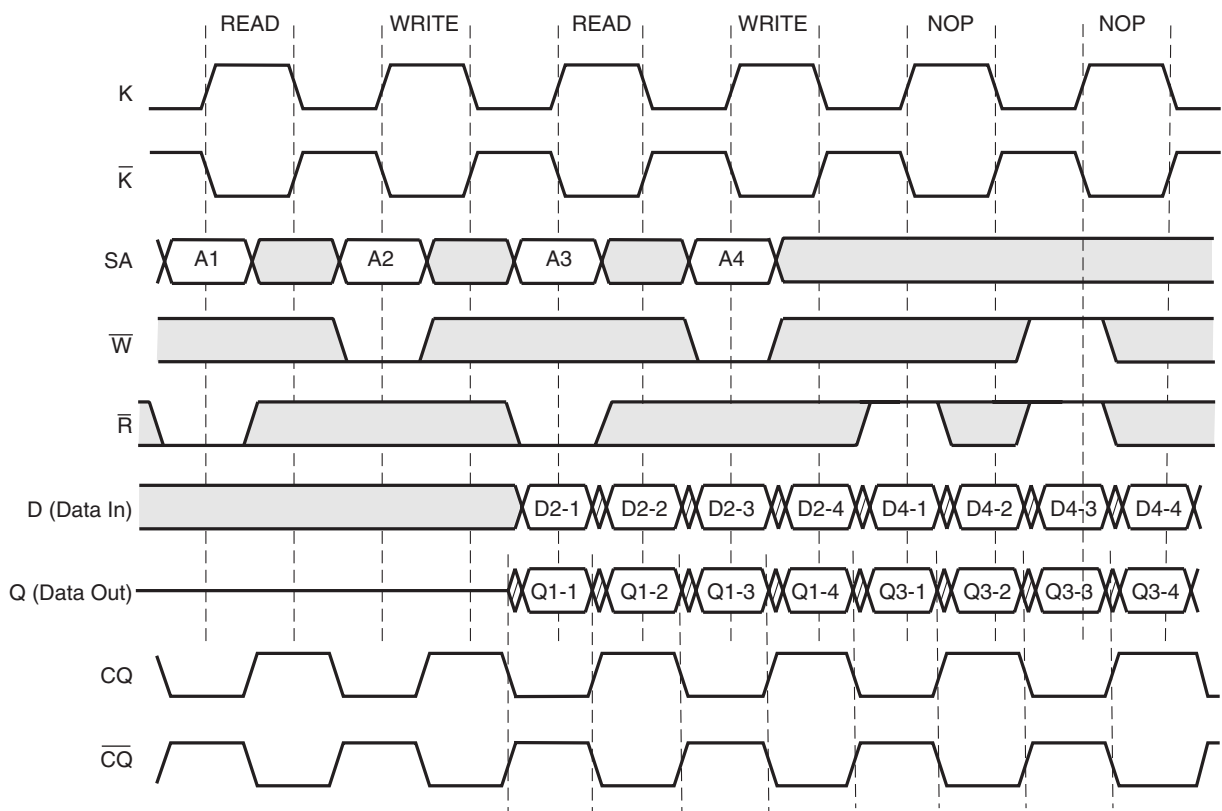 READ WRITE READ WRITE NOP NOP
K
K̅
SA A1 A2 A3 A4
W̅
R̅
D (Data In) D2-1 D2-2 D2-3 D2-4 D4-1 D4-2 D4-3 D4-4
Q (Data Out) Q1-1 Q1-2 Q1-3 Q1-4 Q3-1 Q3-2 Q3-3 Q3-4
CQ
C̅Q̅